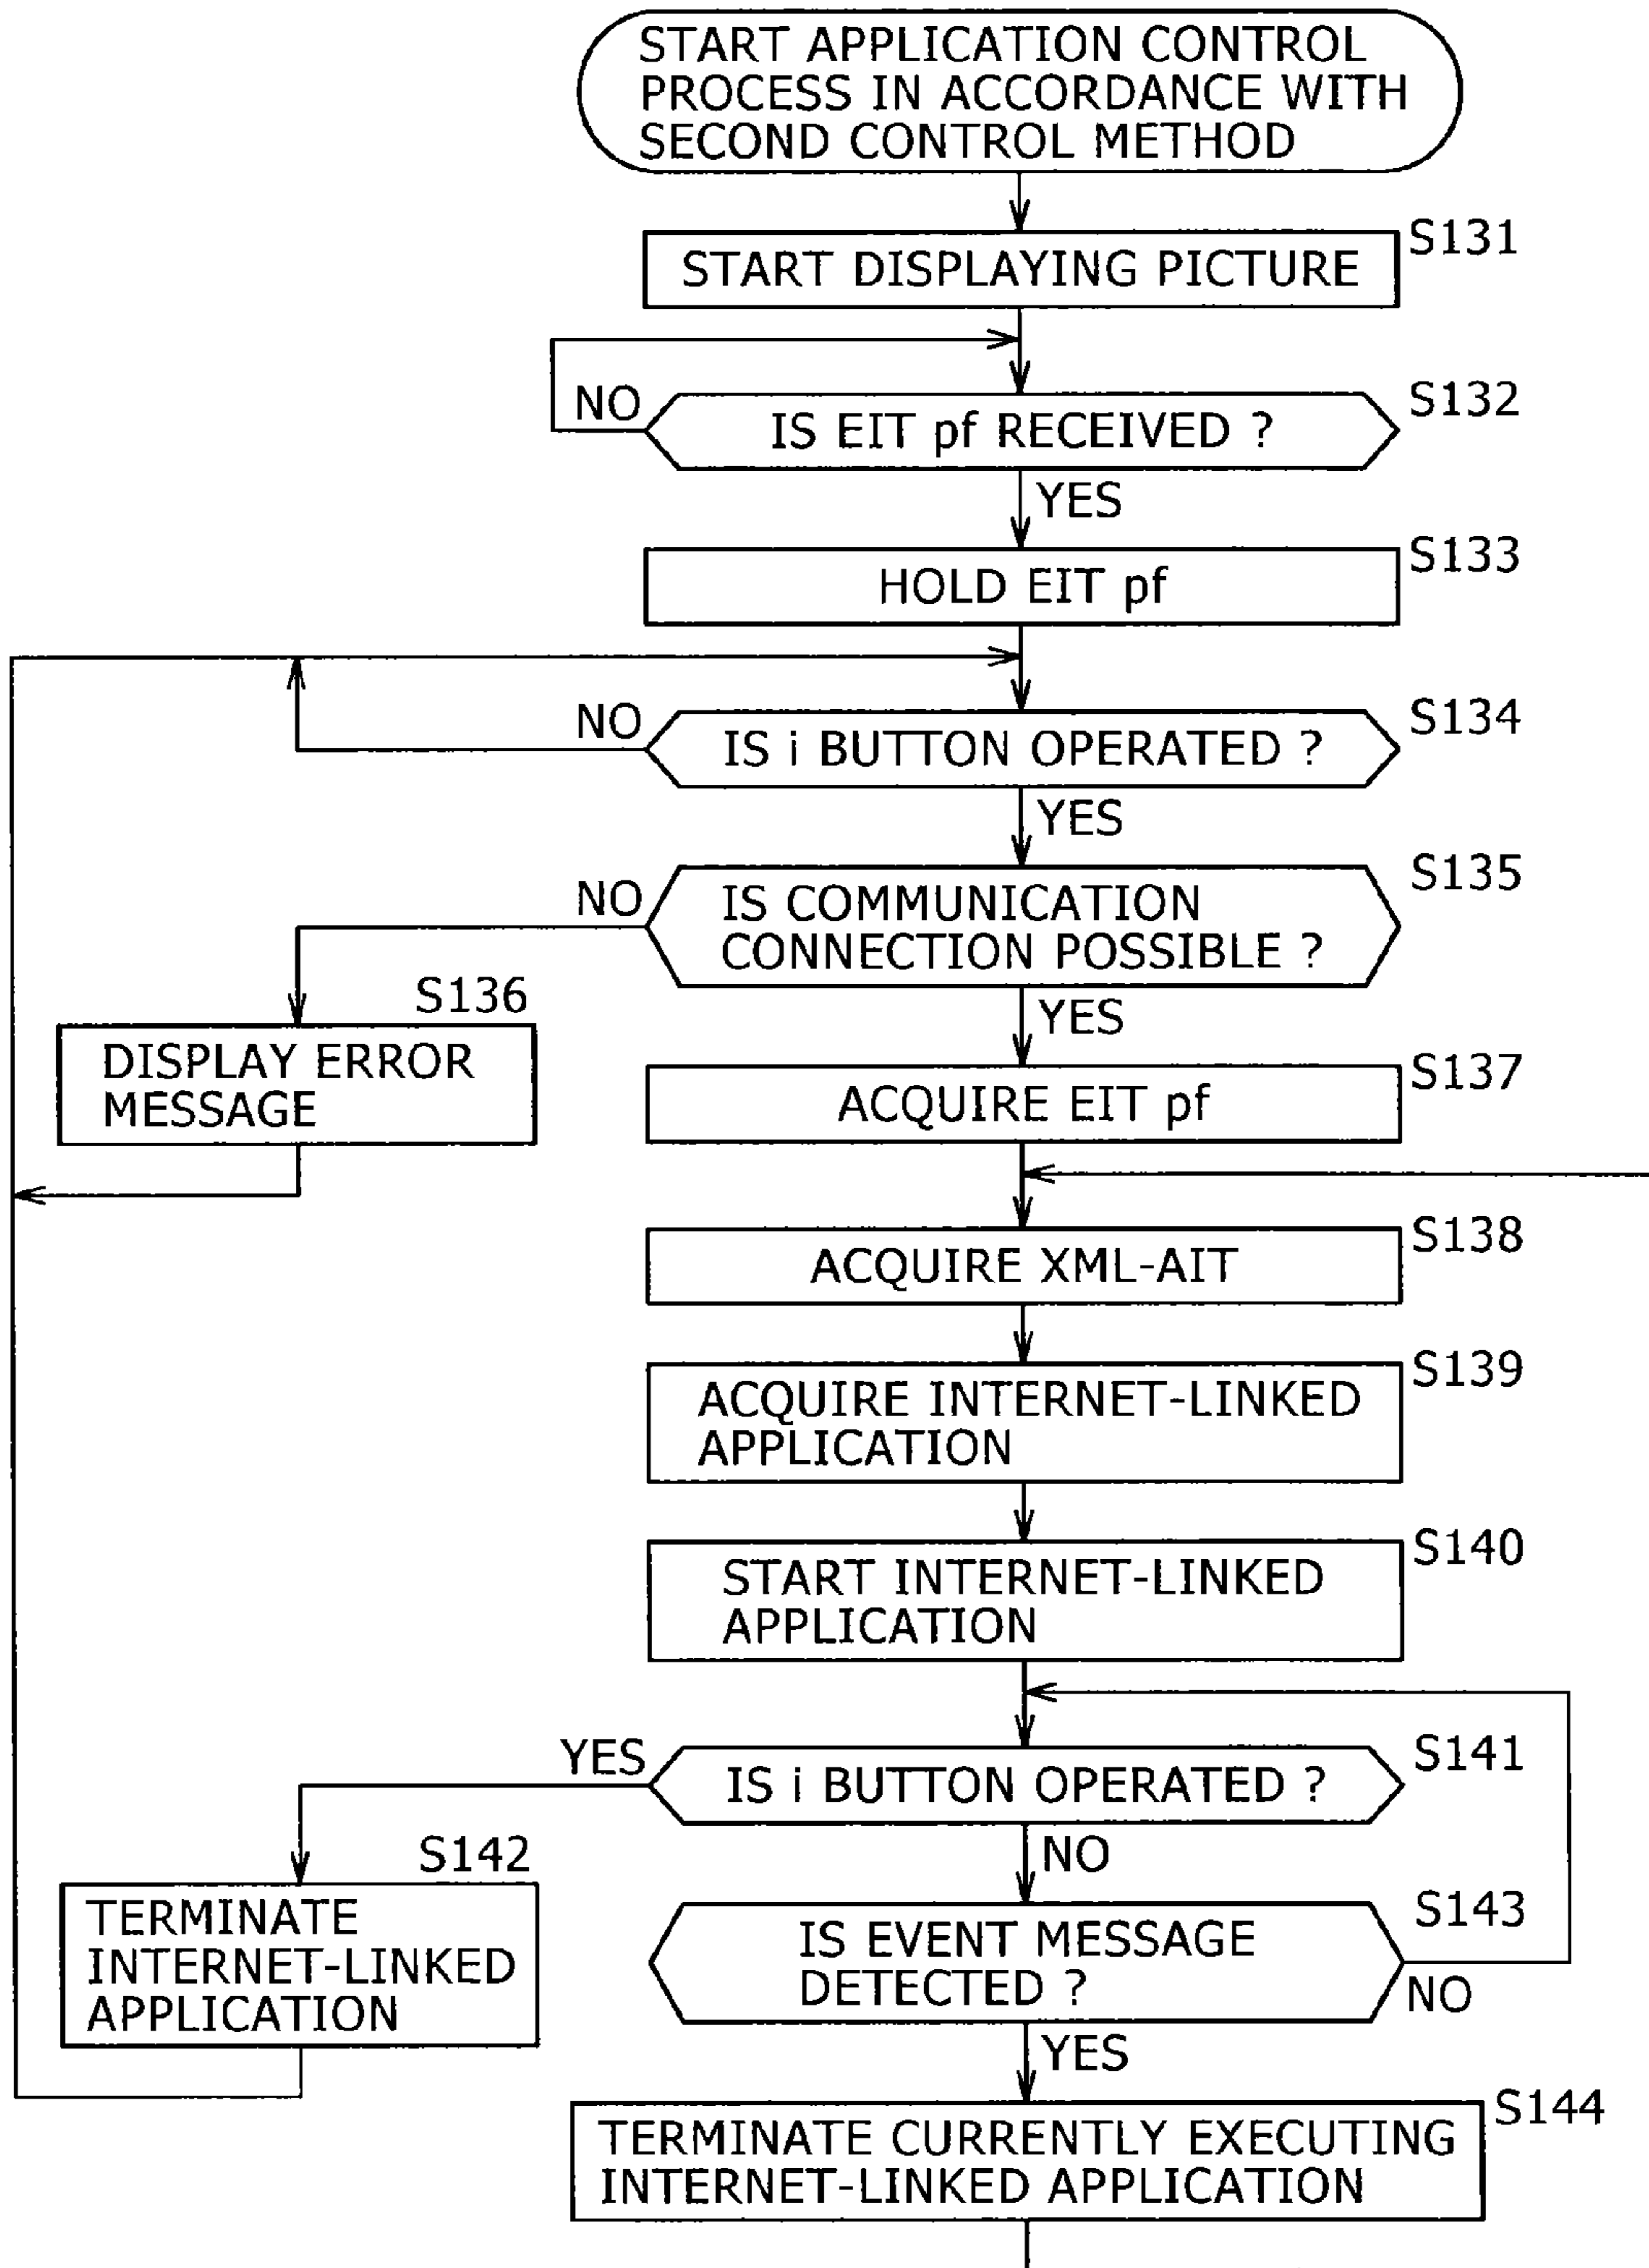 START APPLICATION CONTROL
PROCESS IN ACCORDANCE WITH
SECOND CONTROL METHOD
S131
START DISPLAYING PICTURE
S132
NO
IS EIT pf RECEIVED ?
YES
S133
HOLD EIT pf
S134
NO
IS i BUTTON OPERATED ?
YES
S135
NO
IS COMMUNICATION
CONNECTION POSSIBLE ?
S136
YES
DISPLAY ERROR
MESSAGE
S137
ACQUIRE EIT pf
S138
ACQUIRE XML-AIT
S139
ACQUIRE INTERNET-LINKED
APPLICATION
S140
START INTERNET-LINKED
APPLICATION
S141
YES
IS i BUTTON OPERATED ?
S142
NO
TERMINATE
INTERNET-LINKED
APPLICATION
S143
IS EVENT MESSAGE
DETECTED ?
NO
YES
S144
TERMINATE CURRENTLY EXECUTING
INTERNET-LINKED APPLICATION